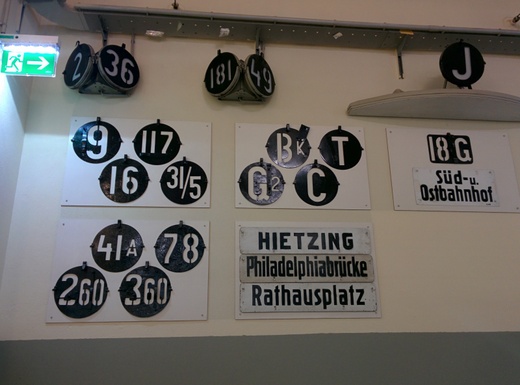 2 36
181 49
J
9 117
16 31/5
BK T
G2 C
18G
Süd-u.
Ostbahnhof
41A 78
260 360
HIETZING
Philadelphiabrücke
Rathausplatz